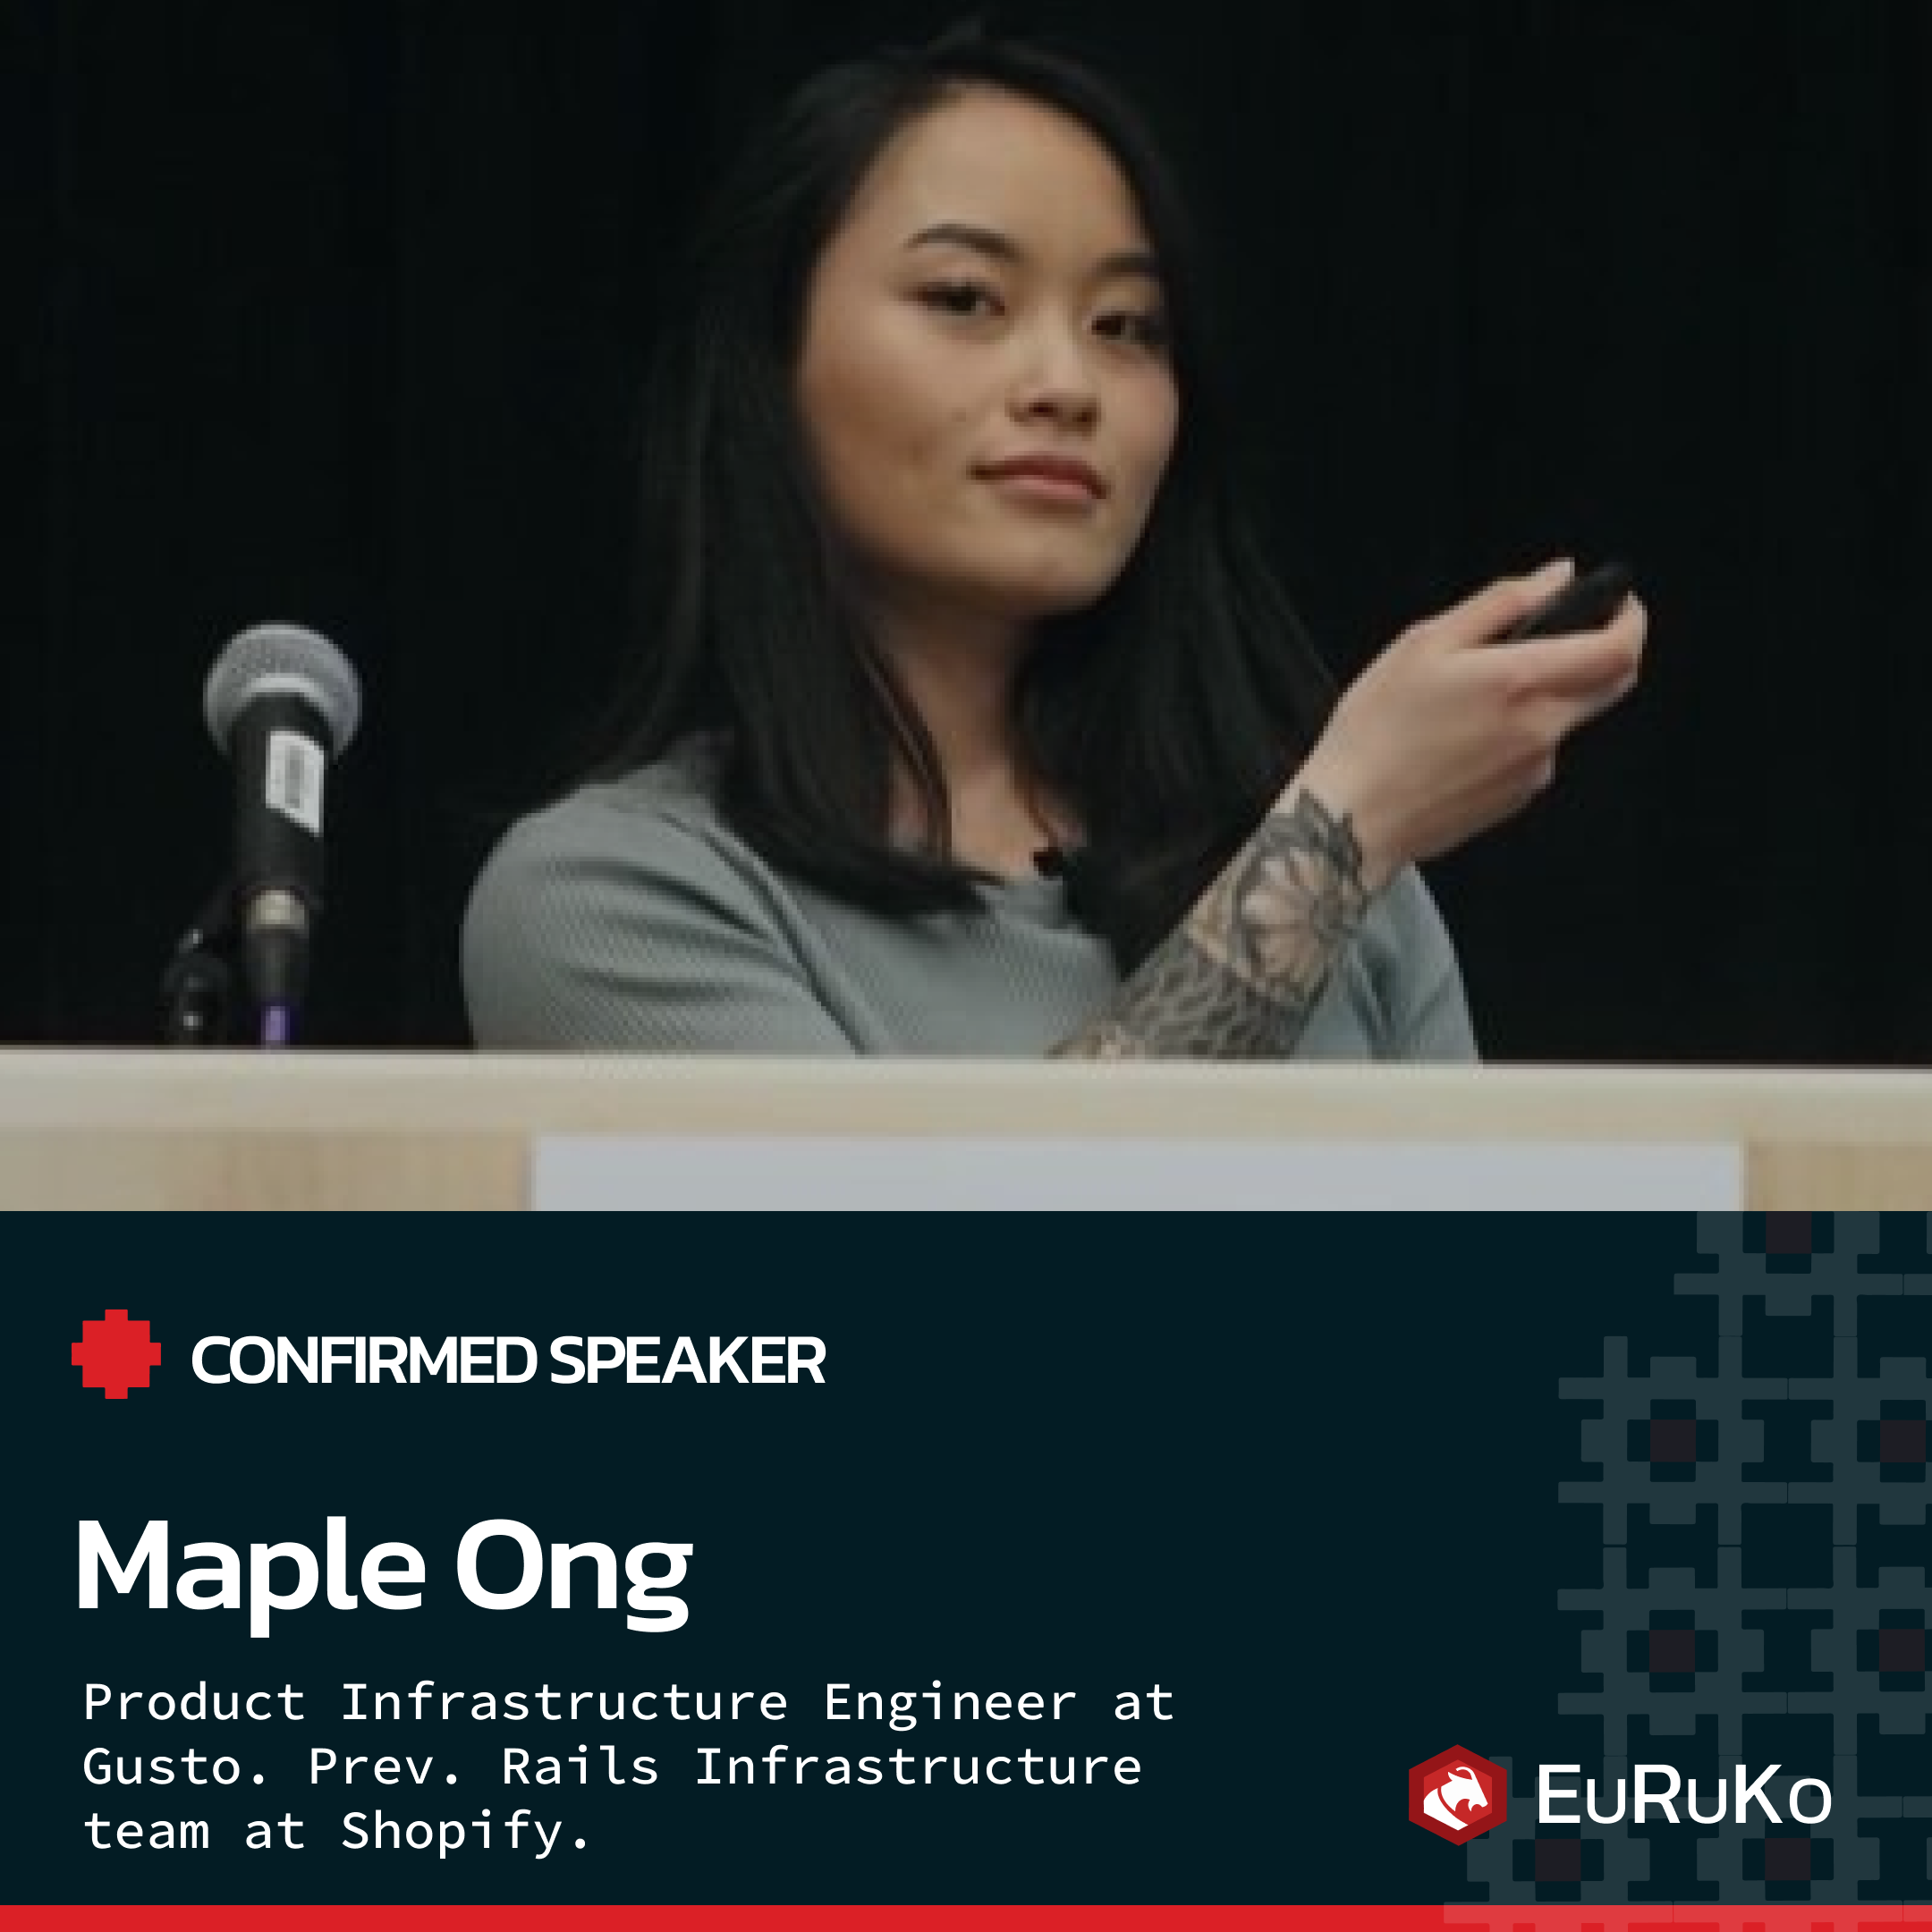 CONFIRMED SPEAKER
Maple Ong
Product Infrastructure Engineer at
Gusto. Prev. Rails Infrastructure
team at Shopify.
EuRuKo